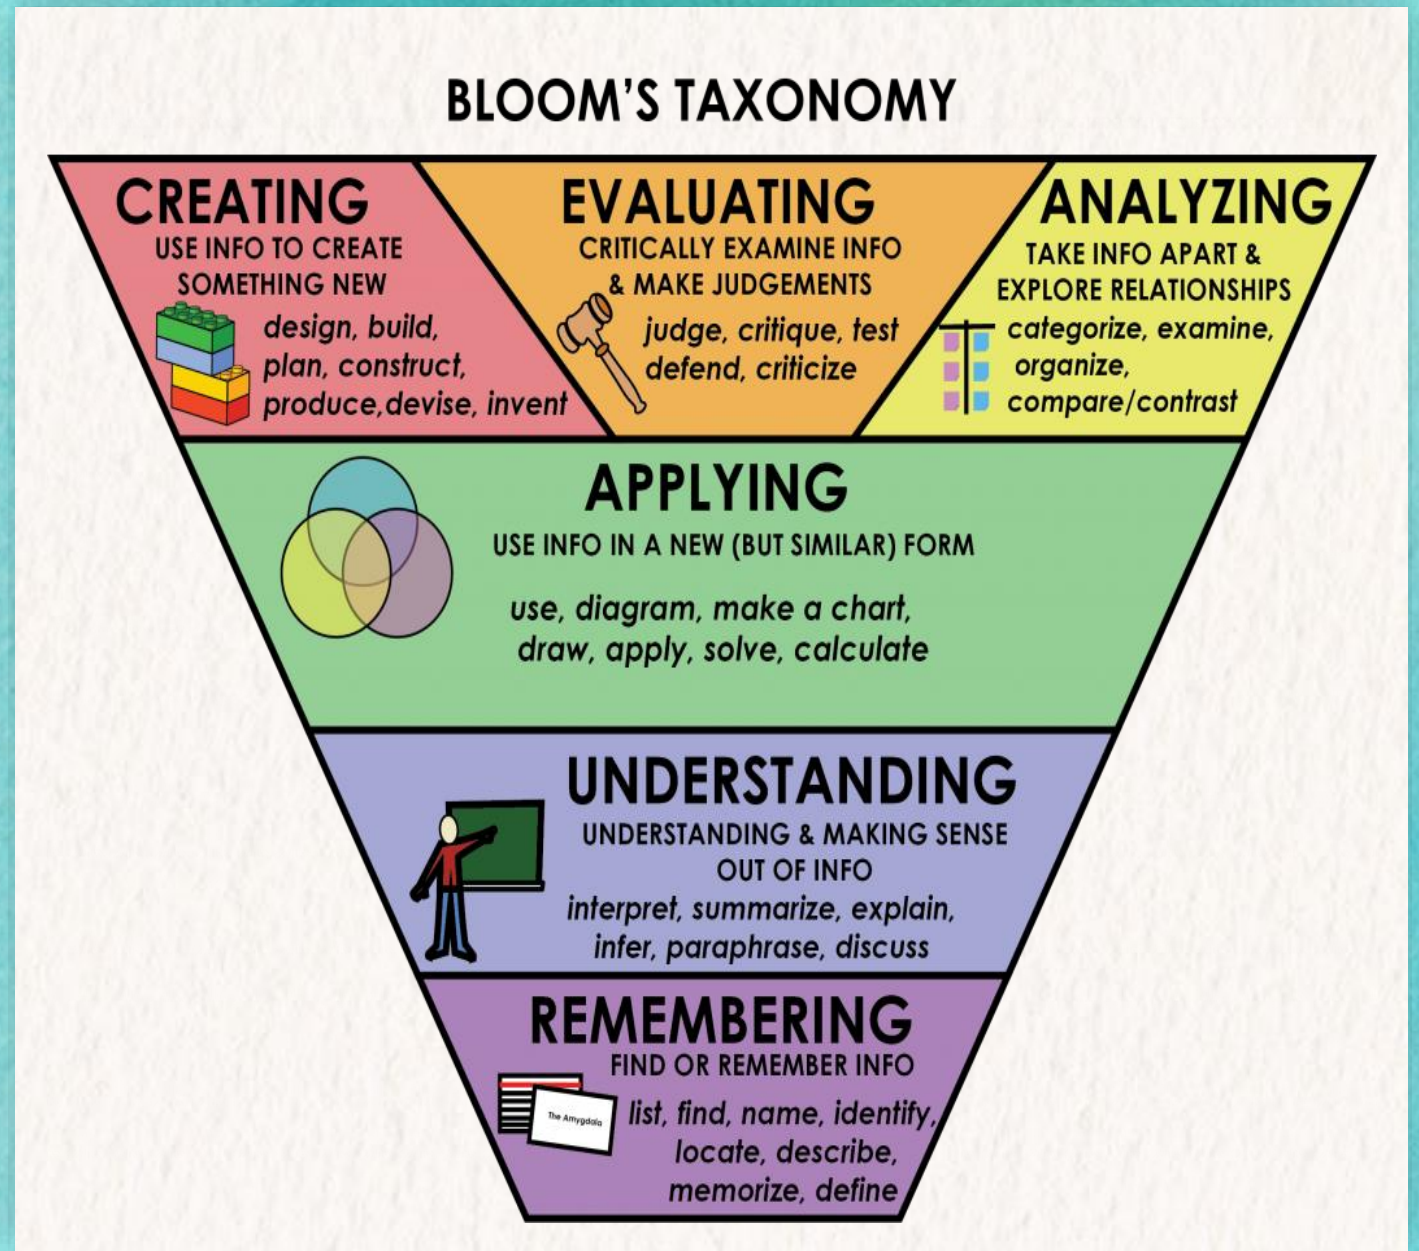 BLOOM'S TAXONOMY
CREATING
USE INFO TO CREATE
SOMETHING NEW
design, build,
plan, construct,
produce, devise, invent
EVALUATING
CRITICALLY EXAMINE INFO
& MAKE JUDGEMENTS
judge, critique, test
defend, criticize
ANALYZING
TAKE INFO APART &
EXPLORE RELATIONSHIPS
categorize, examine,
organize,
compare/contrast
APPLYING
USE INFO IN A NEW (BUT SIMILAR) FORM
use, diagram, make a chart,
draw, apply, solve, calculate
UNDERSTANDING
UNDERSTANDING & MAKING SENSE
OUT OF INFO
interpret, summarize, explain,
infer, paraphrase, discuss
REMEMBERING
FIND OR REMEMBER INFO
The Amygdala
list, find, name, identify,
locate, describe,
memorize, define